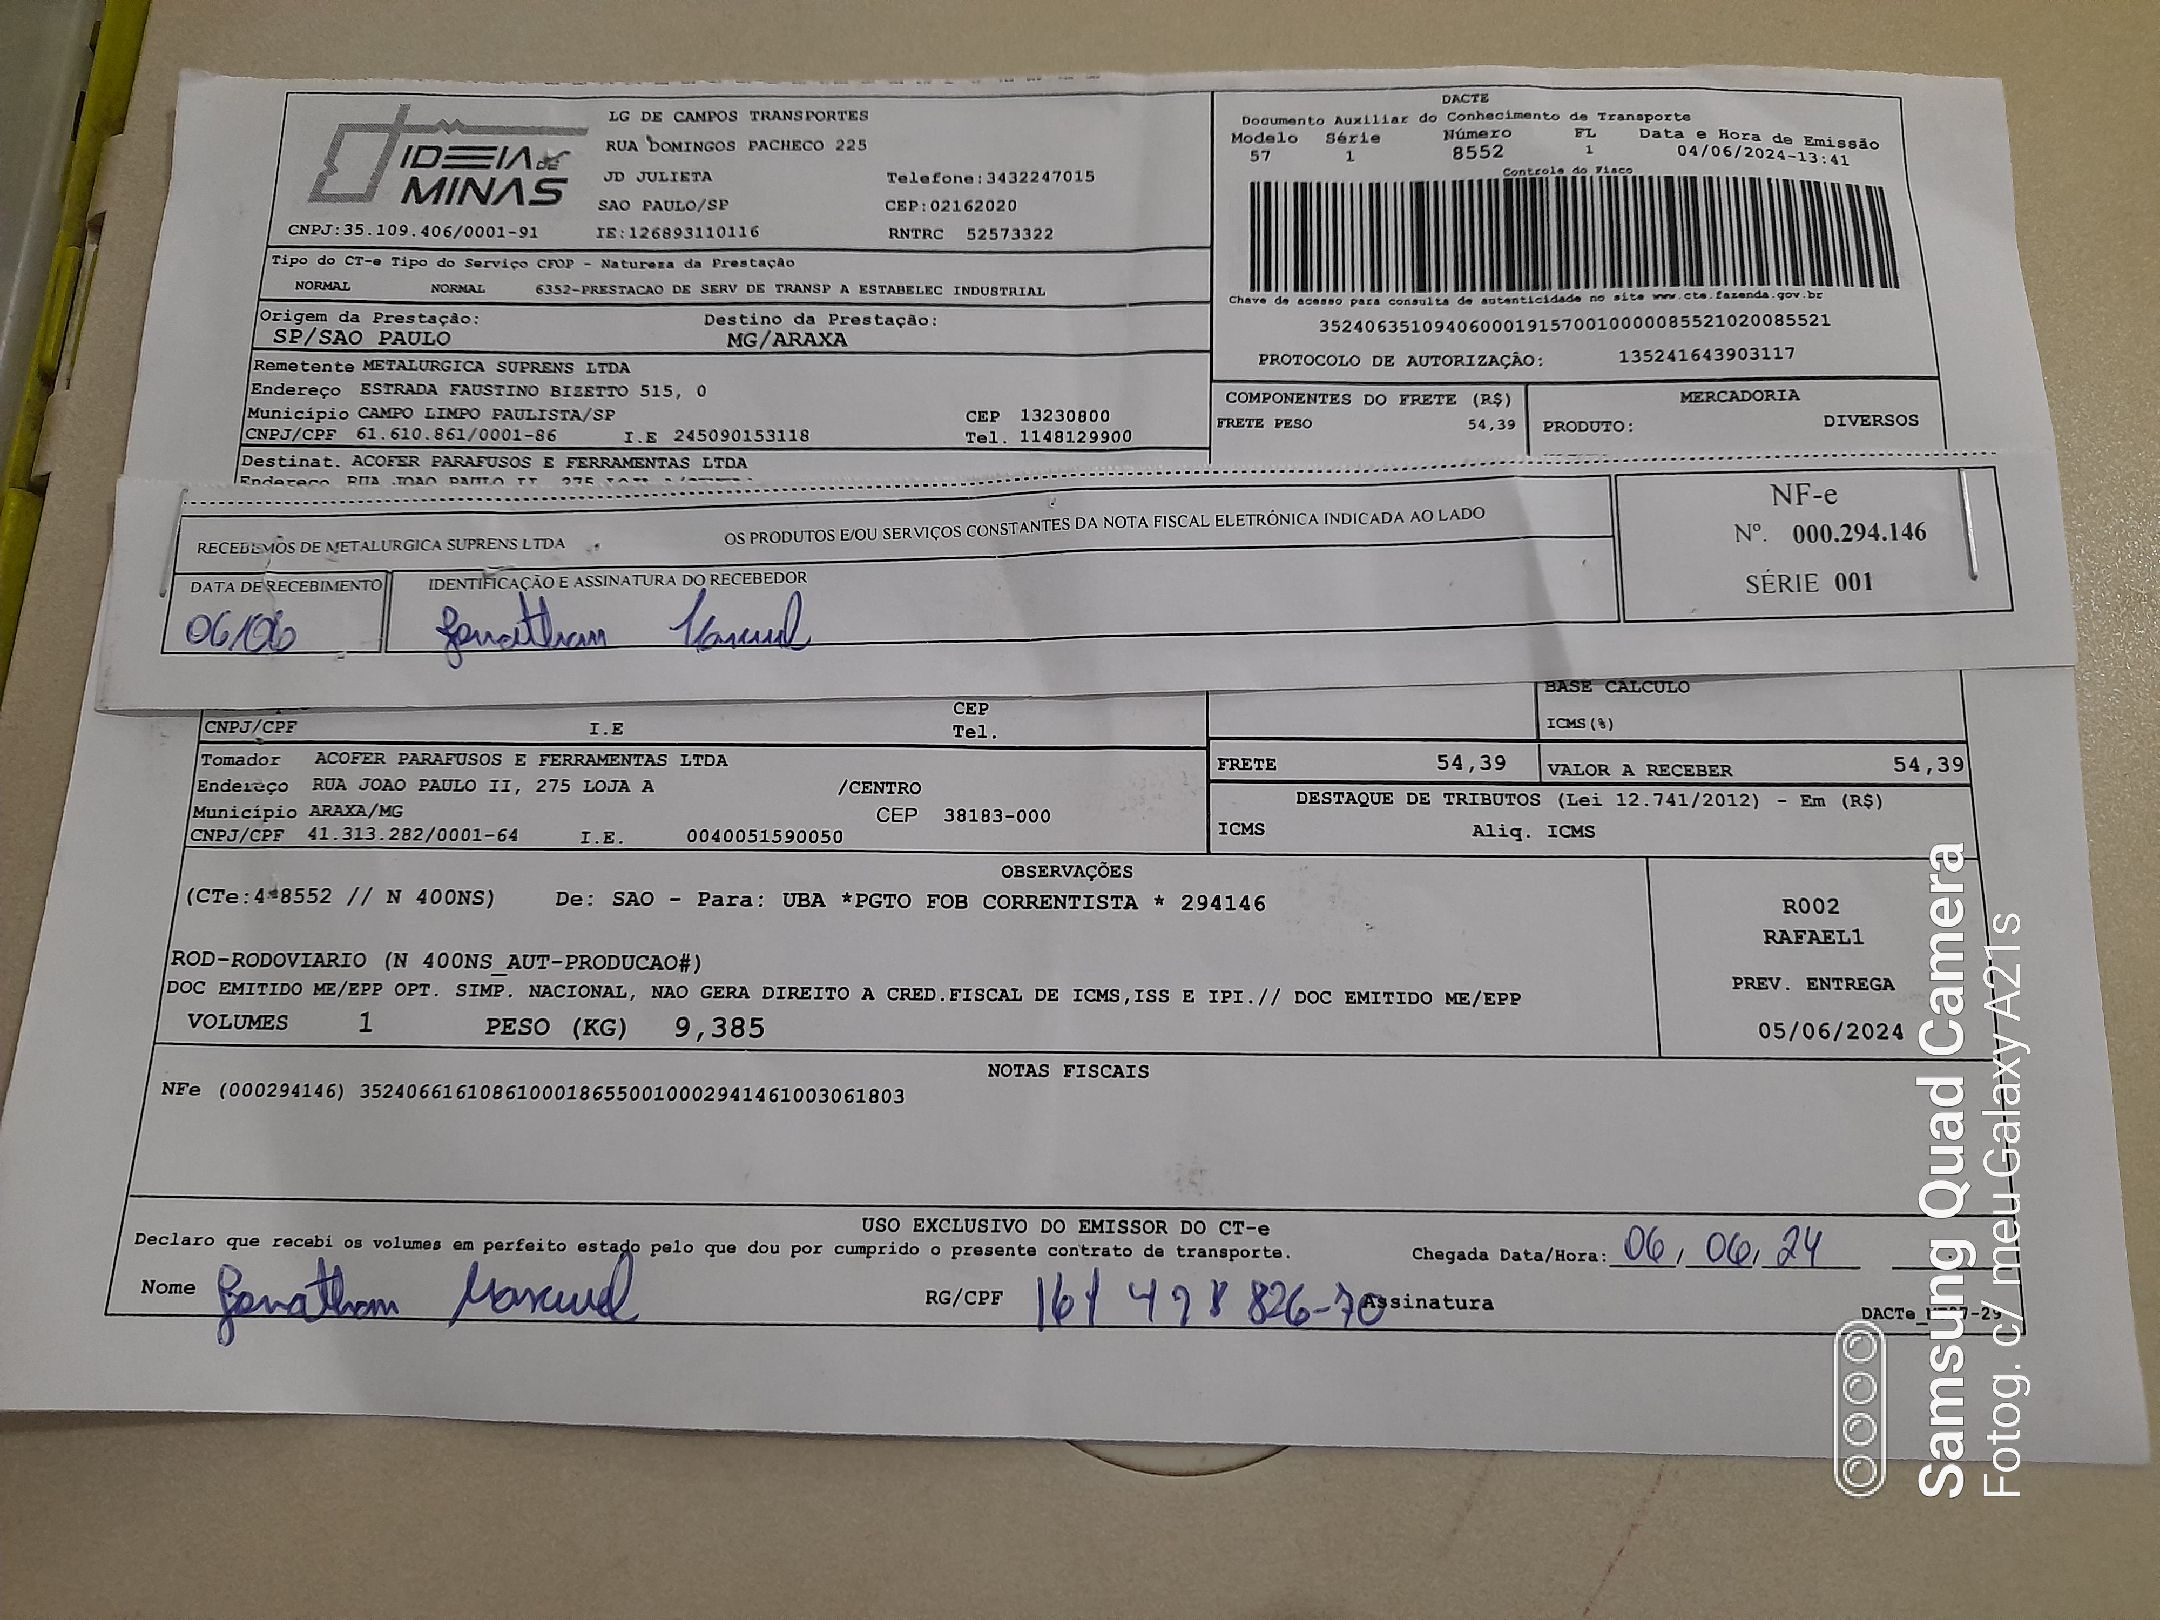 IDEIA DE MINAS
LG DE CAMPOS TRANSPORTES
RUA DOMINGOS PACHECO 225
JD JULIETA Telefone:3432247015
SAO PAULO/SP CEP:02162020
CNPJ:35.109.406/0001-91 IE:126893110116 RNTRC 52573322
DACTE
Documento Auxiliar do Conhecimento de Transporte
Modelo Série Número FL Data e Hora de Emissão
57 1 8552 1 04/06/2024-13:41
Controle do Fisco
Chave de acesso para consulta de autenticidade no site www.cte.fazenda.gov.br
35240635109406000191570010000085521020085521
PROTOCOLO DE AUTORIZAÇÃO: 135241643903117
Tipo do CT-e Tipo do Serviço CFOP - Natureza da Prestação
NORMAL NORMAL 6352-PRESTACAO DE SERV DE TRANSP A ESTABELEC INDUSTRIAL
Origem da Prestação: Destino da Prestação:
SP/SAO PAULO MG/ARAXA
Remetente METALURGICA SUPRENS LTDA
Endereço ESTRADA FAUSTINO BIZETTO 515, 0
Município CAMPO LIMPO PAULISTA/SP CEP 13230800
CNPJ/CPF 61.610.861/0001-86 I.E 245090153118 Tel. 1148129900
COMPONENTES DO FRETE (R$) MERCADORIA
FRETE PESO 54,39 PRODUTO: DIVERSOS
Destinat. ACOFER PARAFUSOS E FERRAMENTAS LTDA
Endereço RUA JOAO PAULO II, 275
RECEBEMOS DE METALURGICA SUPRENS LTDA OS PRODUTOS E/OU SERVIÇOS CONSTANTES DA NOTA FISCAL ELETRÔNICA INDICADA AO LADO
NF-e
Nº. 000.294.146
SÉRIE 001
DATA DE RECEBIMENTO IDENTIFICAÇÃO E ASSINATURA DO RECEBEDOR
06/06 Jonathan
CEP
CNPJ/CPF I.E Tel.
BASE CALCULO
ICMS(%)
Tomador ACOFER PARAFUSOS E FERRAMENTAS LTDA
Endereço RUA JOAO PAULO II, 275 LOJA A /CENTRO
Município ARAXA/MG CEP 38183-000
CNPJ/CPF 41.313.282/0001-64 I.E. 0040051590050
FRETE 54,39 VALOR A RECEBER 54,39
DESTAQUE DE TRIBUTOS (Lei 12.741/2012) - Em (R$)
ICMS Aliq. ICMS
OBSERVAÇÕES
(CTe:4*8552 // N 400NS) De: SAO - Para: UBA *PGTO FOB CORRENTISTA * 294146
ROD-RODOVIARIO (N 400NS_AUT-PRODUCAO#)
DOC EMITIDO ME/EPP OPT. SIMP. NACIONAL, NAO GERA DIREITO A CRED.FISCAL DE ICMS,ISS E IPI.// DOC EMITIDO ME/EPP
VOLUMES 1 PESO (KG) 9,385
R002
RAFAEL1
PREV. ENTREGA
05/06/2024
NOTAS FISCAIS
NFe (000294146) 35240661610861000186550010002941461003061803
USO EXCLUSIVO DO EMISSOR DO CT-e
Declaro que recebi os volumes em perfeito estado pelo que dou por cumprido o presente contrato de transporte. Chegada Data/Hora: 06, 06, 24
Nome Jonathan RG/CPF 161 478 826-70 Assinatura
Samsung Quad Camera
Fotog. c/ meu Galaxy A21s